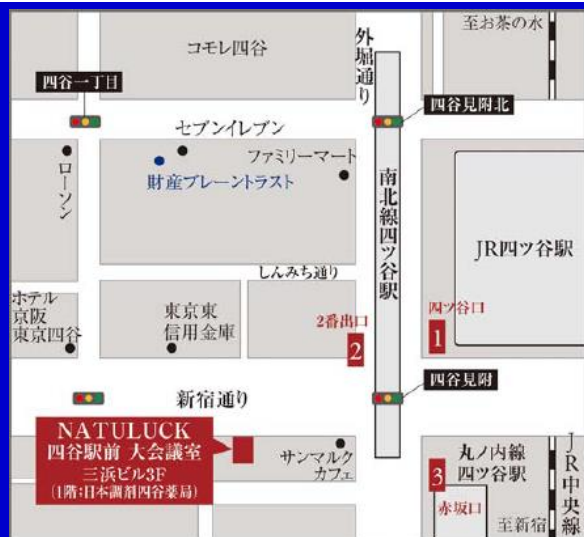 至お茶の水
コモレ四谷
外堀通り
四谷一丁目
四谷見附北
セブンイレブン
ファミリーマート
財産ブレーントラスト
ローソン
南北線四ツ谷駅
JR四ツ谷駅
しんみち通り
ホテル
京阪
東京四谷
東京東
信用金庫
2番出口
2
四ツ谷口
1
四谷見附
新宿通り
NATULUCK
四谷駅前 大会議室
三浜ビル3F
(1階:日本調剤四谷薬局)
サンマルク
カフェ
3
丸ノ内線
四ツ谷駅
赤坂口
至新宿
JR中央線